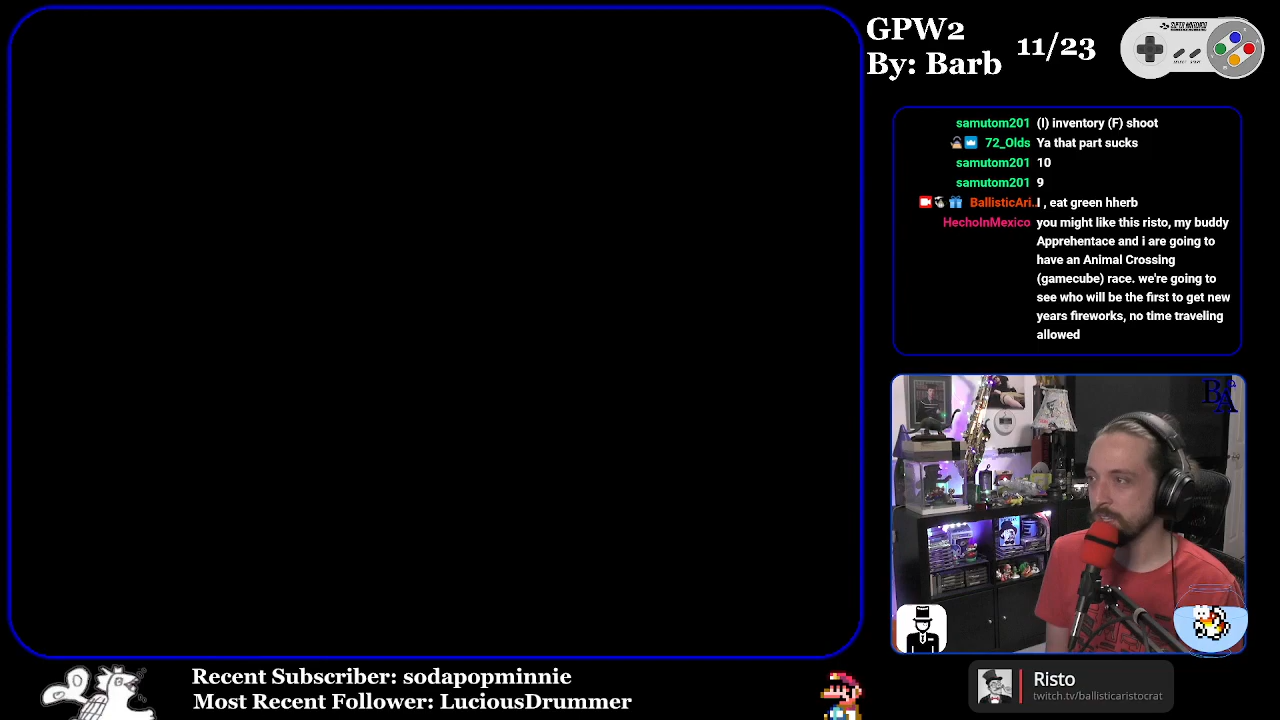 GPW2
By: Barb
11/23
samutom201 (I) inventory (F) shoot
72_Olds Ya that part sucks
samutom201 10
samutom201 9
BallisticAri.. I , eat green hherb
HechoInMexico you might like this risto, my buddy
Apprehentace and i are going to
have an Animal Crossing
(gamecube) race. we're going to
see who will be the first to get new
years fireworks, no time traveling
allowed
BA
Recent Subscriber: sodapopminnie
Most Recent Follower: LuciousDrummer
Risto
twitch.tv/ballisticaristocrat